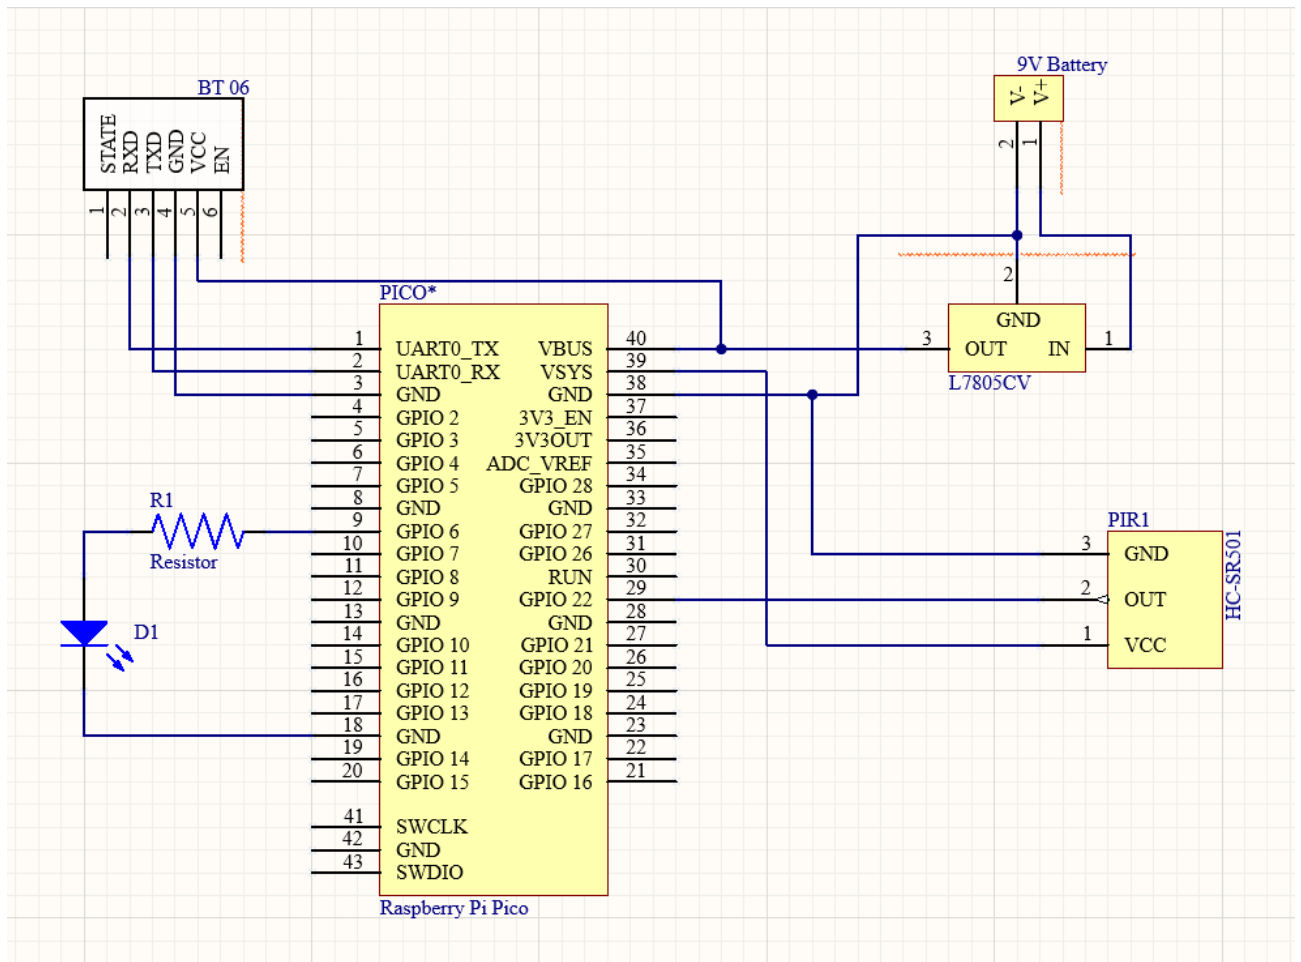 9V Battery
V- V+
2 1
BT 06
STATE RXD TXD GND VCC EN
1 2 3 4 5 6
2
GND
3 OUT IN 1
L7805CV
PICO*
1 UART0_TX VBUS 40
2 UART0_RX VSYS 39
3 GND GND 38
4 GPIO 2 3V3_EN 37
5 GPIO 3 3V3OUT 36
6 GPIO 4 ADC_VREF 35
7 GPIO 5 GPIO 28 34
8 GND GND 33
9 GPIO 6 GPIO 27 32
10 GPIO 7 GPIO 26 31
11 GPIO 8 RUN 30
12 GPIO 9 GPIO 22 29
13 GND GND 28
14 GPIO 10 GPIO 21 27
15 GPIO 11 GPIO 20 26
16 GPIO 12 GPIO 19 25
17 GPIO 13 GPIO 18 24
18 GND GND 23
19 GPIO 14 GPIO 17 22
20 GPIO 15 GPIO 16 21
41 SWCLK
42 GND
43 SWDIO
Raspberry Pi Pico
R1
Resistor
D1
PIR1
3 GND
2 OUT
1 VCC
HC-SR501